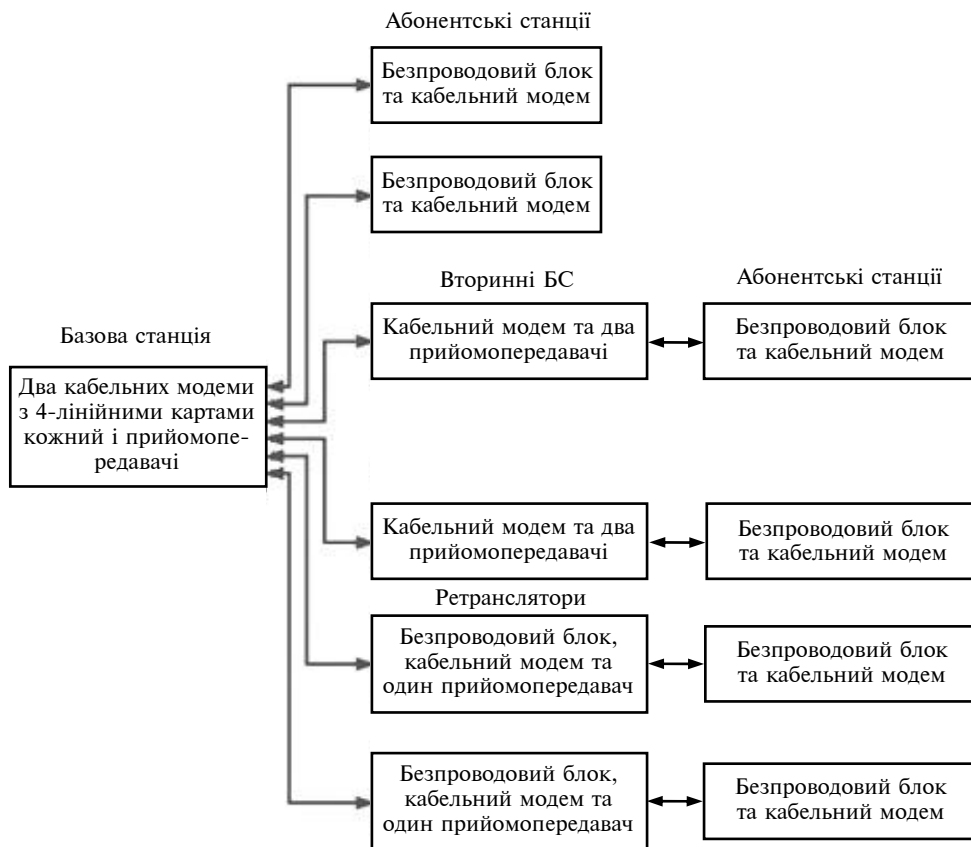 Абонентські станції
Безпроводовий блок
та кабельний модем
Безпроводовий блок
та кабельний модем
Вторинні БС
Абонентські станції
Базова станція
Кабельний модем та два
прийомопередавачі
Безпроводовий блок
та кабельний модем
Два кабельних модеми
з 4-лінійними картами
кожний і прийомопе-
редавачі
Кабельний модем та два
прийомопередавачі
Безпроводовий блок
та кабельний модем
Ретранслятори
Безпроводовий блок,
кабельний модем та
один прийомопередавач
Безпроводовий блок
та кабельний модем
Безпроводовий блок,
кабельний модем та
один прийомопередавач
Безпроводовий блок
та кабельний модем